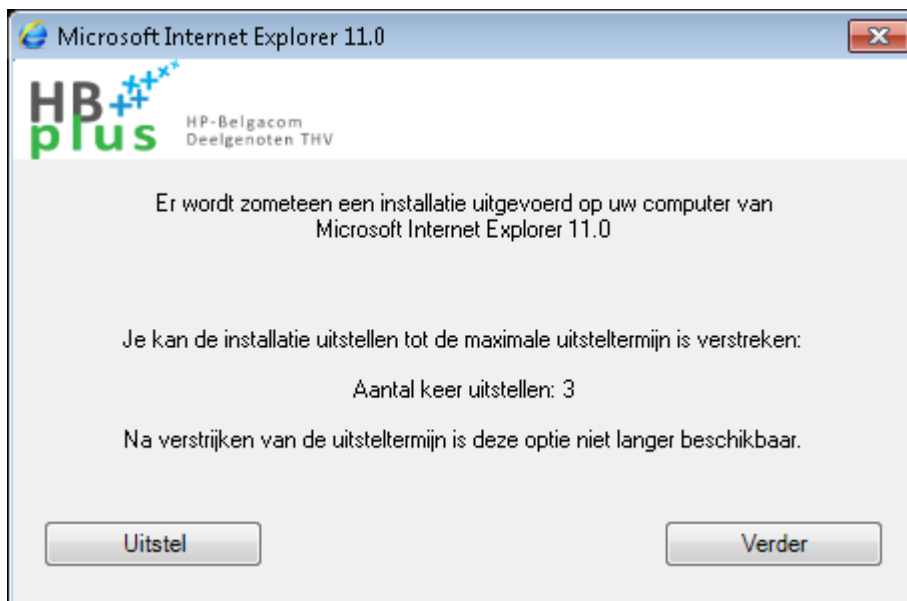 Microsoft Internet Explorer 11.0
HB
plus
HP-Belgacom
Deelgenoten THV
Er wordt zometeen een installatie uitgevoerd op uw computer van
Microsoft Internet Explorer 11.0
Je kan de installatie uitstellen tot de maximale uitsteltermijn is verstreken:
Aantal keer uitstellen: 3
Na verstrijken van de uitsteltermijn is deze optie niet langer beschikbaar.
Uitstel
Verder